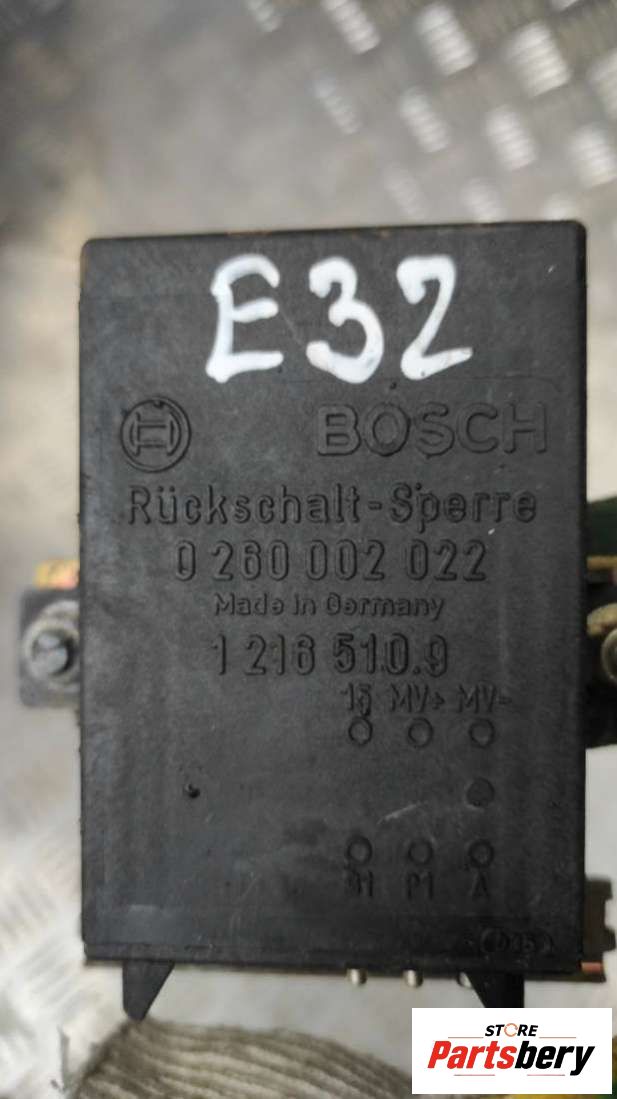 E32
BOSCH
Rückschalt-Sperre
0 260 002 022
Made in Germany
1 216 510.9
15 MV+ MV-
31 P1 A
STORE
Partsbery